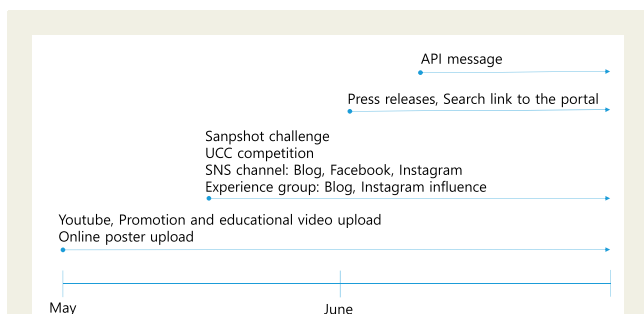 API message
Press releases, Search link to the portal
Sanpshot challenge
UCC competition
SNS channel: Blog, Facebook, Instagram
Experience group: Blog, Instagram influence
Youtube, Promotion and educational video upload
Online poster upload
May
June